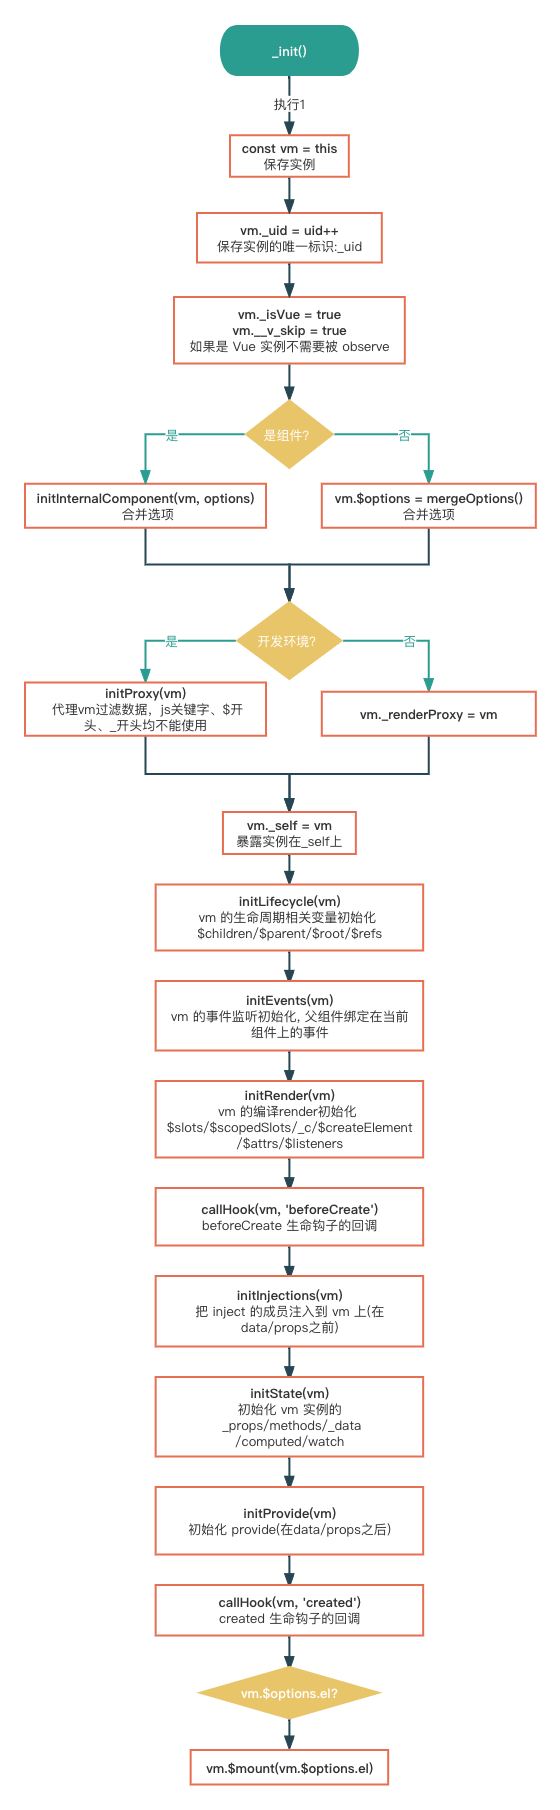 _init()
执行1
const vm = this
保存实例
vm._uid = uid++
保存实例的唯一标识:_uid
vm._isVue = true
vm.__v_skip = true
如果是 Vue 实例不需要被 observe
是组件?
是
否
initInternalComponent(vm, options)
合并选项
vm.$options = mergeOptions()
合并选项
开发环境?
是
否
initProxy(vm)
代理vm过滤数据，js关键字、$开
头、_开头均不能使用
vm._renderProxy = vm
vm._self = vm
暴露实例在_self上
initLifecycle(vm)
vm 的生命周期相关变量初始化
$children/$parent/$root/$refs
initEvents(vm)
vm 的事件监听初始化, 父组件绑定在当前
组件上的事件
initRender(vm)
vm 的编译render初始化
$slots/$scopedSlots/_c/$createElement
/$attrs/$listeners
callHook(vm, 'beforeCreate')
beforeCreate 生命钩子的回调
initInjections(vm)
把 inject 的成员注入到 vm 上(在
data/props之前)
initState(vm)
初始化 vm 实例的
_props/methods/_data
/computed/watch
initProvide(vm)
初始化 provide(在data/props之后)
callHook(vm, 'created')
created 生命钩子的回调
vm.$options.el?
vm.$mount(vm.$options.el)